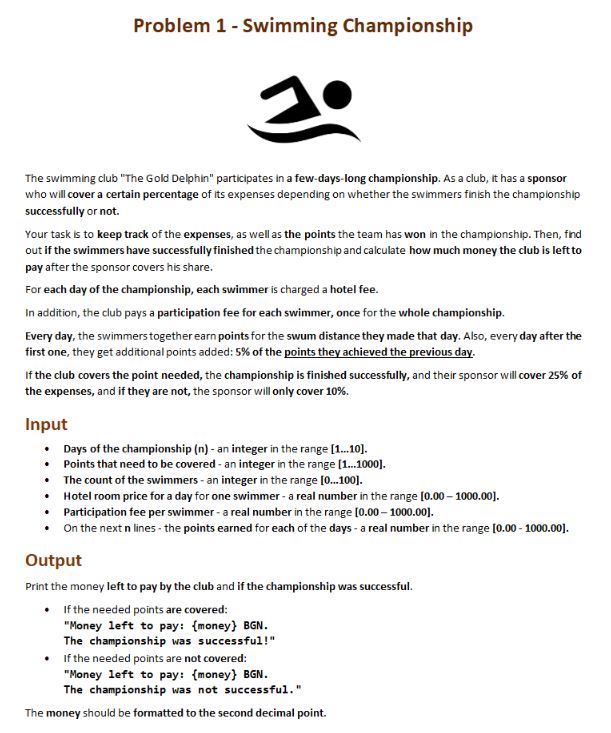 Problem 1 - Swimming Championship
The swimming club "The Gold Delphin" participates in a few-days-long championship. As a club, it has a sponsor
who will cover a certain percentage of its expenses depending on whether the swimmers finish the championship
successfully or not.
Your task is to keep track of the expenses, as well as the points the team has won in the championship. Then, find
out if the swimmers have successfully finished the championship and calculate how much money the club is left to
pay after the sponsor covers his share.
For each day of the championship, each swimmer is charged a hotel fee.
In addition, the club pays a participation fee for each swimmer, once for the whole championship.
Every day, the swimmers together earn points for the swum distance they made that day. Also, every day after the
first one, they get additional points added: 5% of the points they achieved the previous day.
If the club covers the point needed, the championship is finished successfully, and their sponsor will cover 25% of
the expenses, and if they are not, the sponsor will only cover 10%.
Input
• Days of the championship (n) - an integer in the range [1…10].
• Points that need to be covered - an integer in the range [1…1000].
• The count of the swimmers - an integer in the range [0…100].
• Hotel room price for a day for one swimmer - a real number in the range [0.00 – 1000.00].
• Participation fee per swimmer - a real number in the range [0.00 – 1000.00].
• On the next n lines - the points earned for each of the days - a real number in the range [0.00 - 1000.00].
Output
Print the money left to pay by the club and if the championship was successful.
• If the needed points are covered:
"Money left to pay: {money} BGN.
The championship was successful!"
• If the needed points are not covered:
"Money left to pay: {money} BGN.
The championship was not successful."
The money should be formatted to the second decimal point.